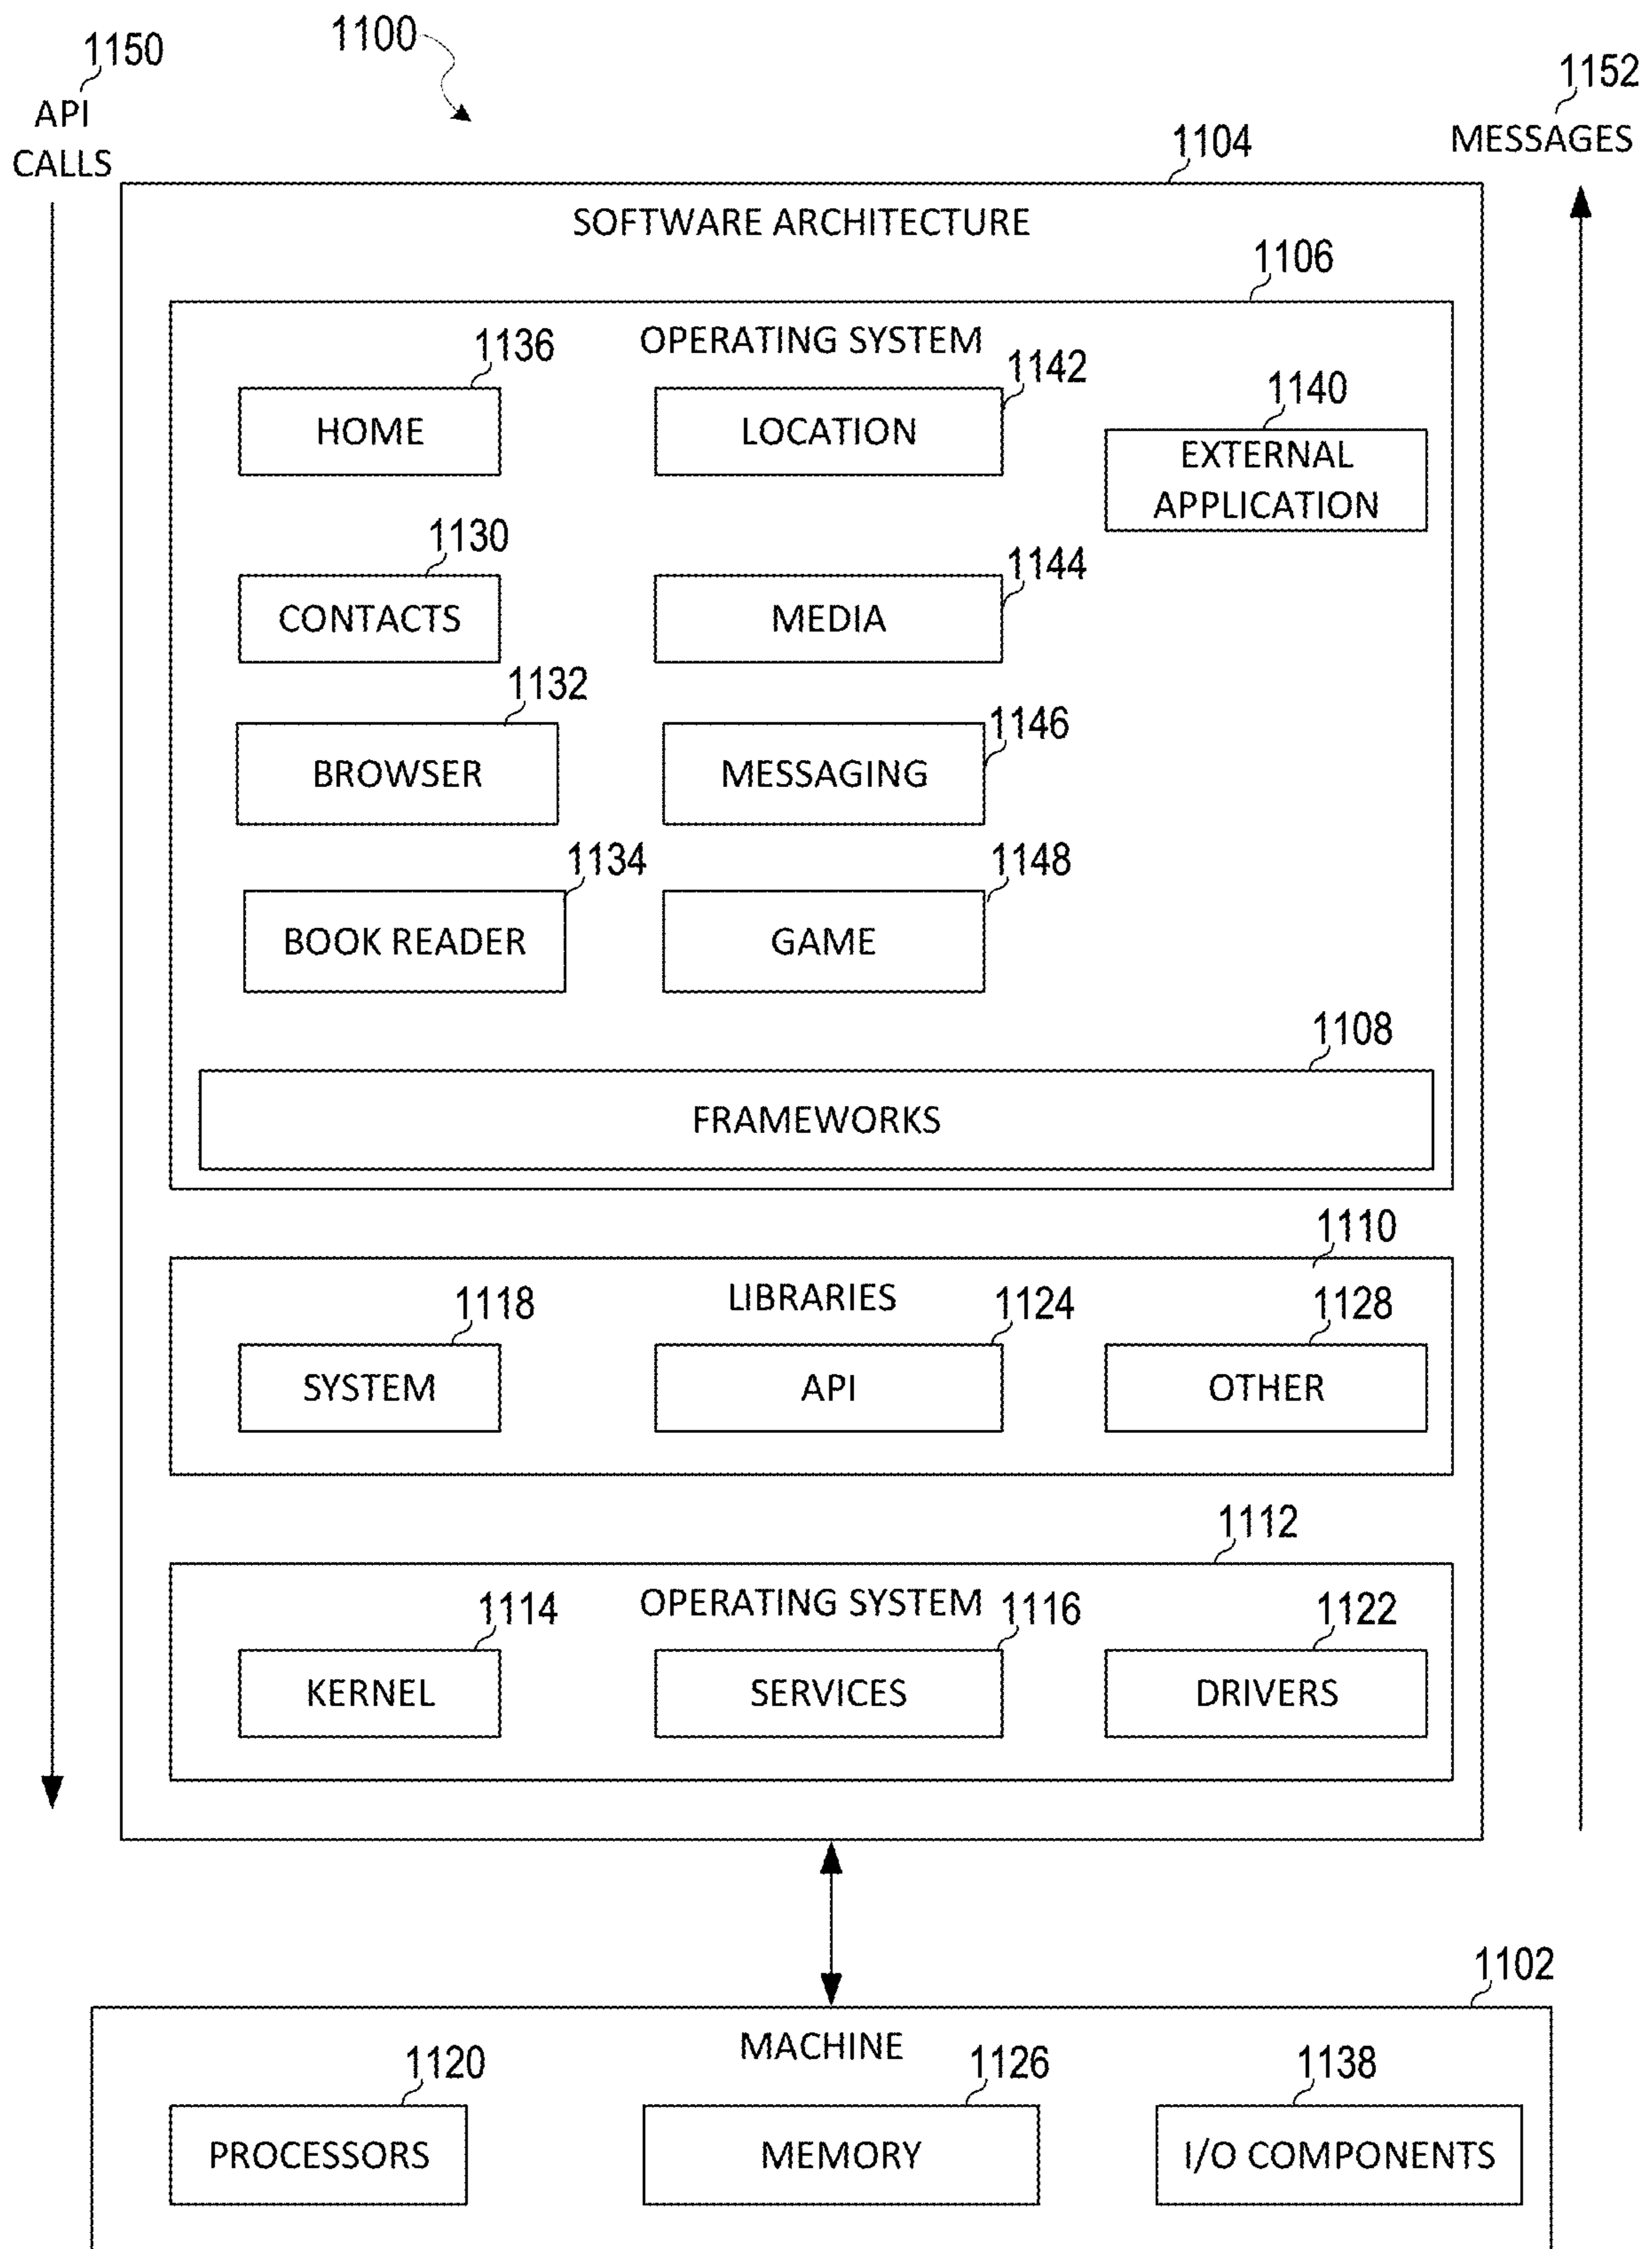 1100
1150
API
CALLS
1152
MESSAGES
1104
SOFTWARE ARCHITECTURE
1106
OPERATING SYSTEM
1136
HOME
1142
LOCATION
1140
EXTERNAL
APPLICATION
1130
CONTACTS
1144
MEDIA
1132
BROWSER
1146
MESSAGING
1134
BOOK READER
1148
GAME
1108
FRAMEWORKS
1110
LIBRARIES
1118
SYSTEM
1124
API
1128
OTHER
1112
OPERATING SYSTEM
1114
KERNEL
1116
SERVICES
1122
DRIVERS
1102
MACHINE
1120
PROCESSORS
1126
MEMORY
1138
I/O COMPONENTS